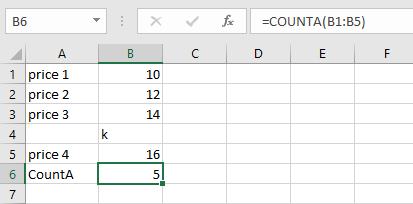 B6 =COUNTA(B1:B5)
A B C D E F
1 price 1 10
2 price 2 12
3 price 3 14
4 k
5 price 4 16
6 CountA 5
7